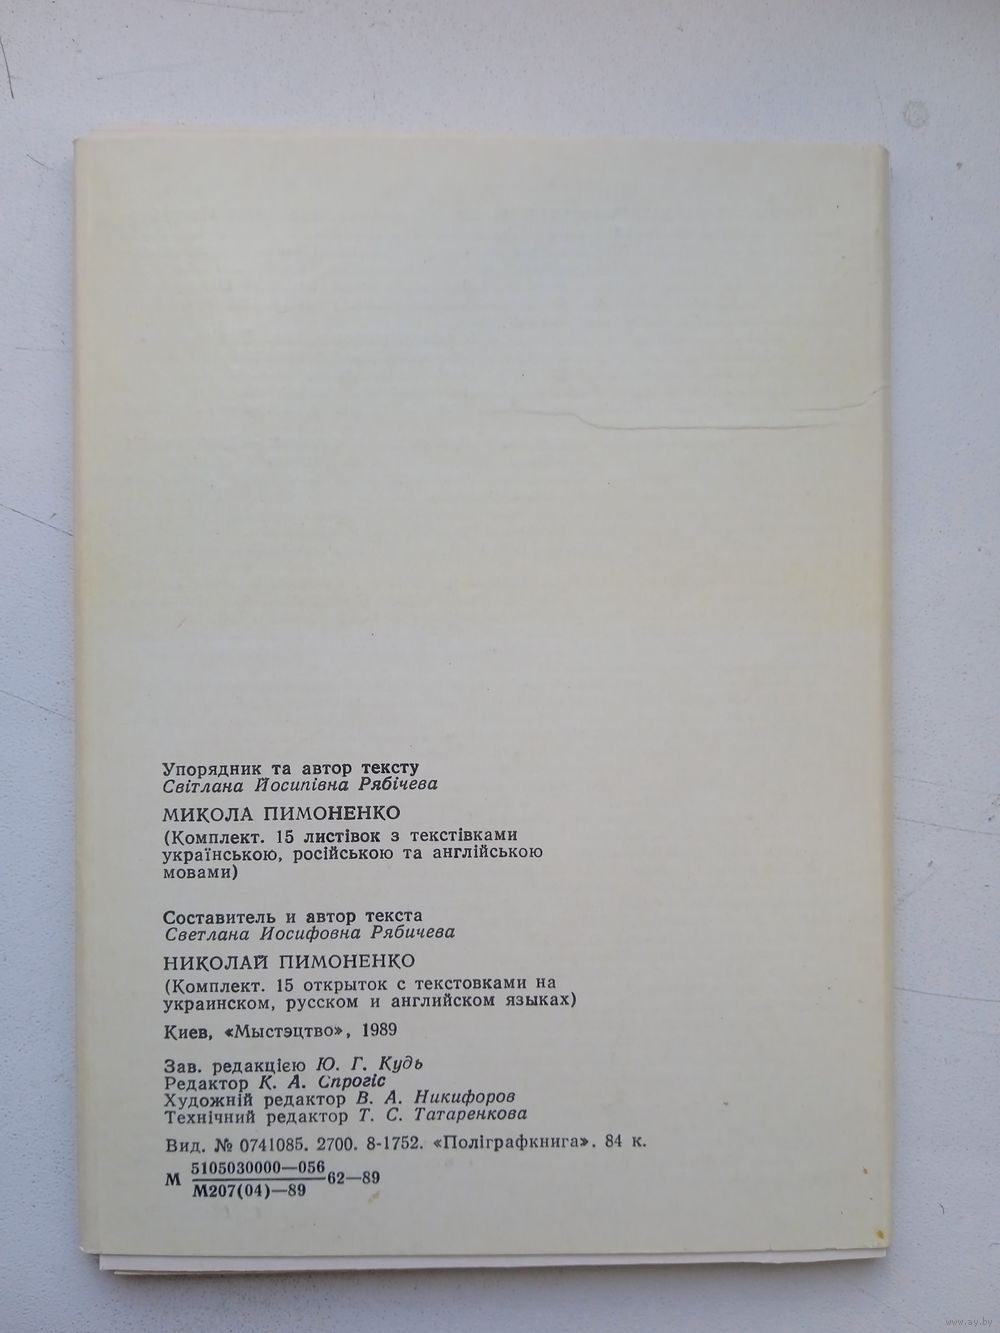 Упорядник та автор тексту
Світлана Йосипівна Рябічева
МИКОЛА ПИМОНЕНКО
(Комплект. 15 листівок з текстівками
українською, російською та англійською
мовами)
Составитель и автор текста
Светлана Иосифовна Рябичева
НИКОЛАЙ ПИМОНЕНКО
(Комплект. 15 открыток с текстовками на
украинском, русском и английском языках)
Киев, «Мыстэцтво», 1989
Зав. редакцією Ю. Г. Кудь
Редактор К. А. Спрогіс
Художній редактор В. А. Никифоров
Технічний редактор Т. С. Татаренкова
Вид. № 0741085. 2700. 8-1752. «Поліграфкнига». 84 к.
5105030000—056
М 62—89
М207(04)—89
www.ay.by